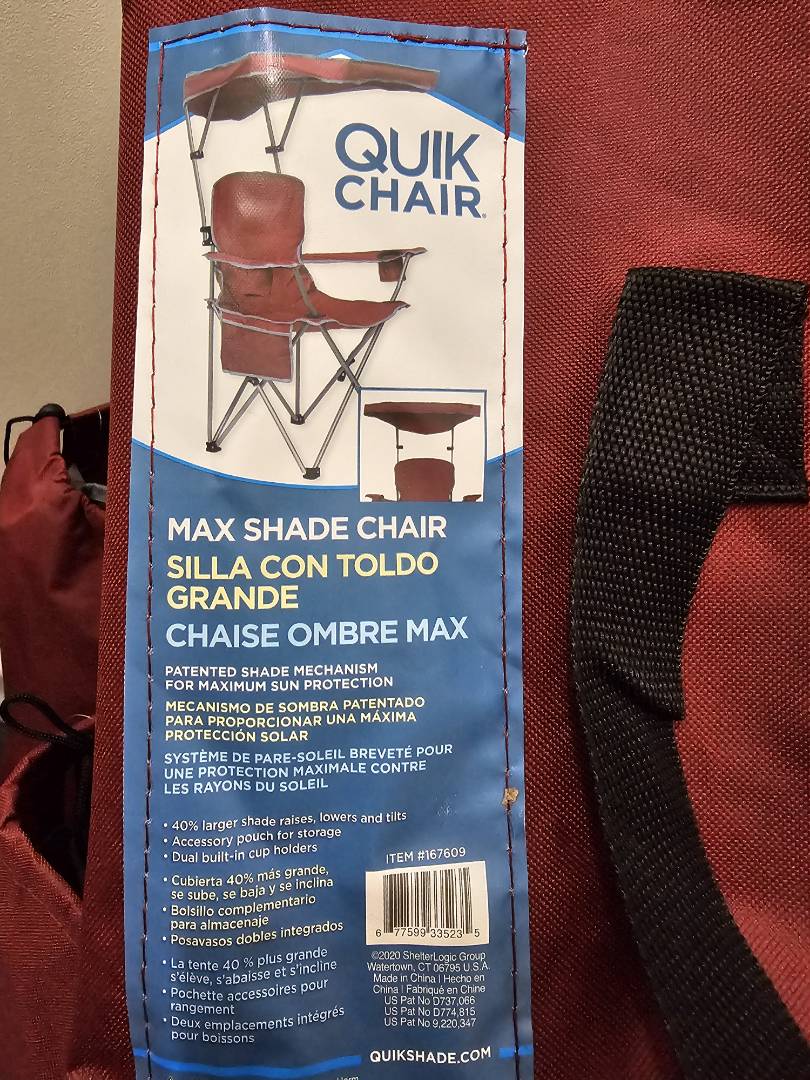 QUIK
CHAIR®
MAX SHADE CHAIR
SILLA CON TOLDO
GRANDE
CHAISE OMBRE MAX
PATENTED SHADE MECHANISM
FOR MAXIMUM SUN PROTECTION
MECANISMO DE SOMBRA PATENTADO
PARA PROPORCIONAR UNA MÁXIMA
PROTECCIÓN SOLAR
SYSTÈME DE PARE-SOLEIL BREVETÉ POUR
UNE PROTECTION MAXIMALE CONTRE
LES RAYONS DU SOLEIL
• 40% larger shade raises, lowers and tilts
• Accessory pouch for storage
• Dual built-in cup holders
• Cubierta 40% más grande,
se sube, se baja y se inclina
• Bolsillo complementario
para almacenaje
• Posavasos dobles integrados
• La tente 40 % plus grande
s'élève, s'abaisse et s'incline
• Pochette accessoires pour
rangement
• Deux emplacements intégrés
pour boissons
ITEM #167609
6 77599 33523 5
©2020 ShelterLogic Group
Watertown, CT 06795 U.S.A.
Made in China | Hecho en
China | Fabriqué en Chine
US Pat No D737,066
US Pat No D774,815
US Pat No 9,220,347
QUIKSHADE.COM